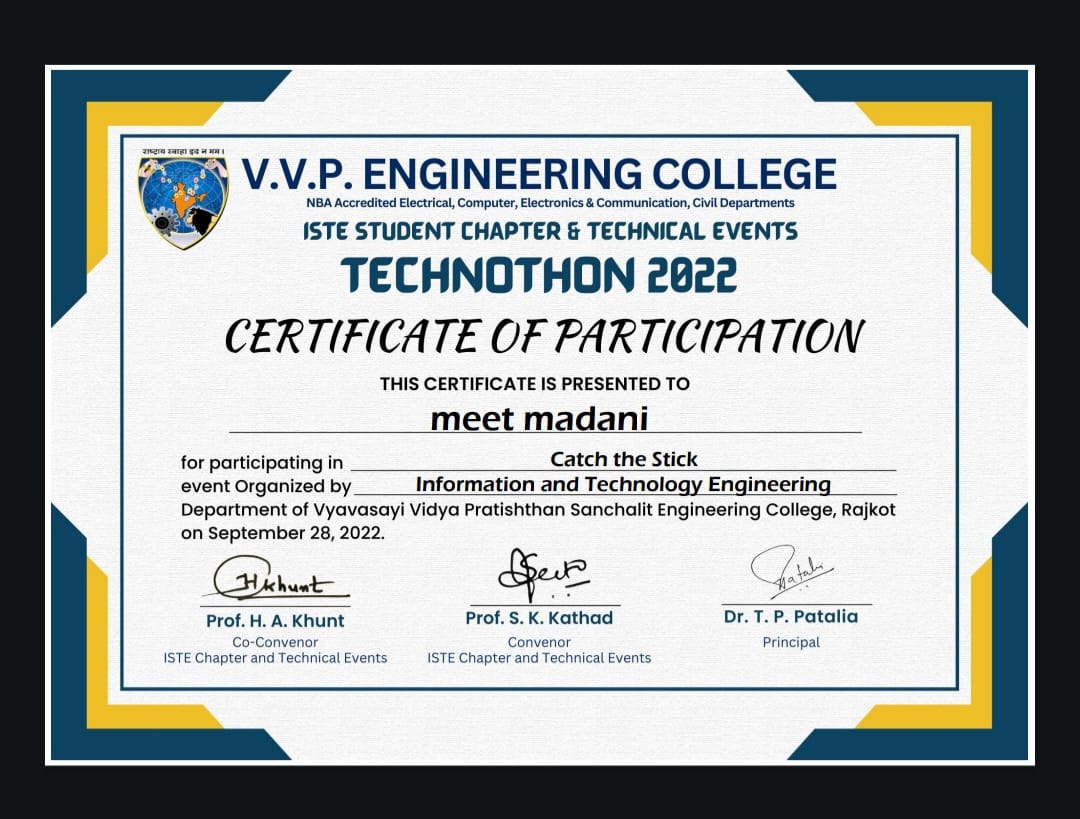 राष्ट्राय स्वाहा इदं न मम।
V.V.P. ENGINEERING COLLEGE
NBA Accredited Electrical, Computer, Electronics & Communication, Civil Departments
ISTE STUDENT CHAPTER & TECHNICAL EVENTS
TECHNOTHON 2022
CERTIFICATE OF PARTICIPATION
THIS CERTIFICATE IS PRESENTED TO
meet madani
for participating in Catch the Stick
event Organized by Information and Technology Engineering
Department of Vyavasayi Vidya Pratishthan Sanchalit Engineering College, Rajkot
on September 28, 2022.
Hkhunt
Prof. H. A. Khunt
Co-Convenor
ISTE Chapter and Technical Events
Prof. S. K. Kathad
Convenor
ISTE Chapter and Technical Events
Dr. T. P. Patalia
Principal